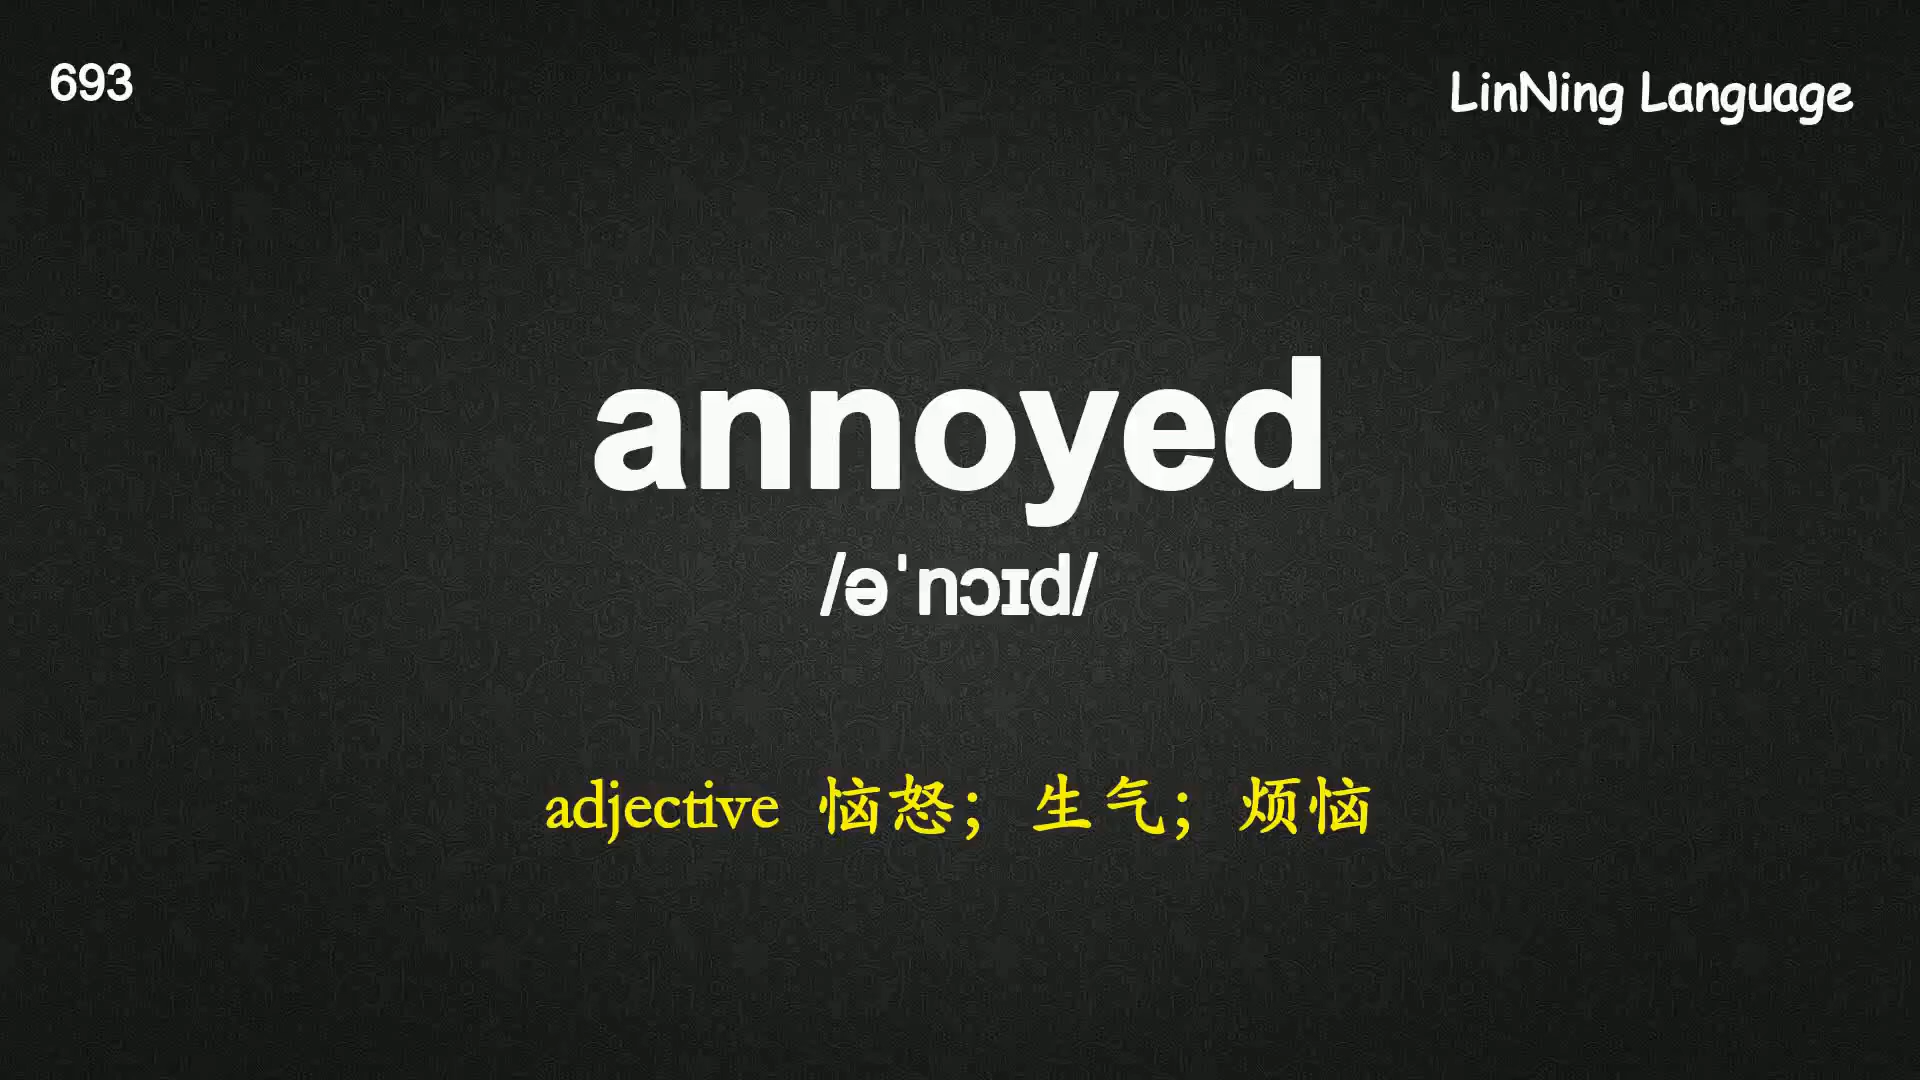 693
LinNing Language
annoyed
/əˈnɔɪd/
adjective 恼怒；生气；烦恼